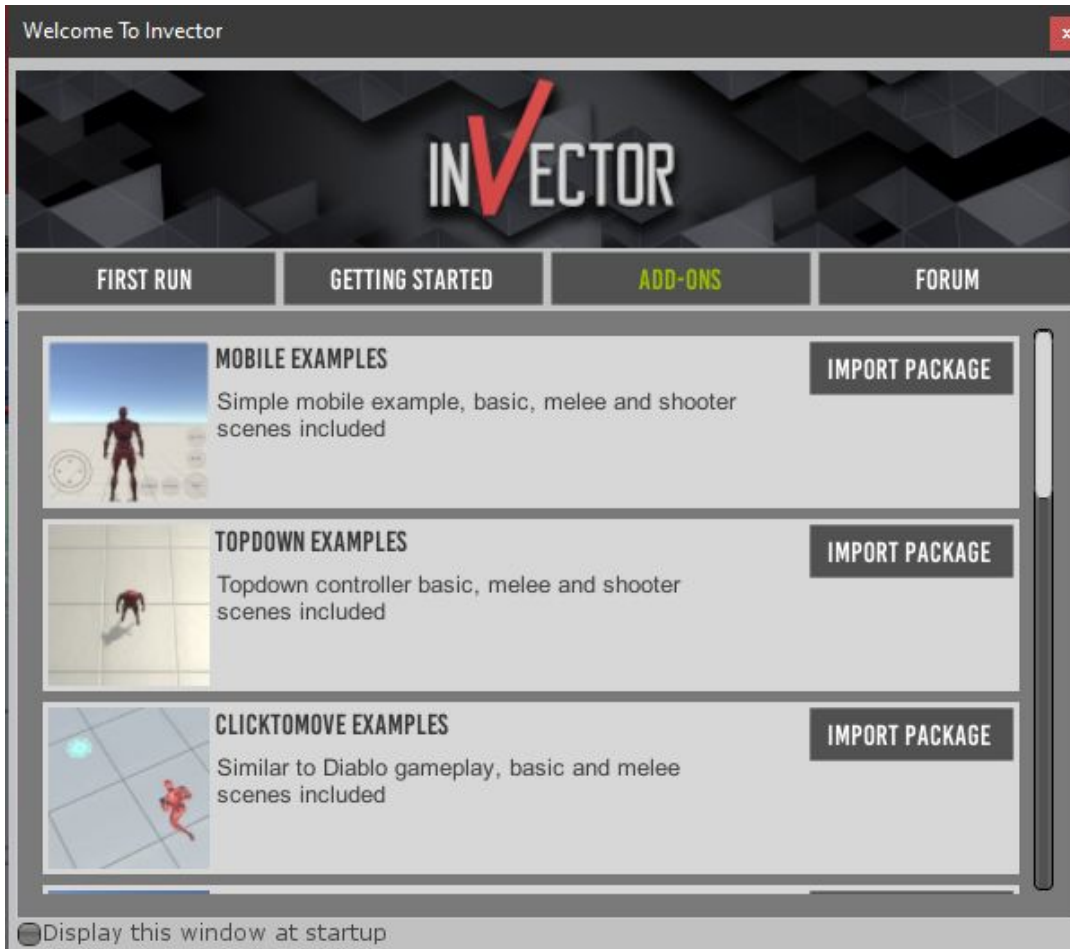 Welcome To Invector
x
INVECTOR
FIRST RUN
GETTING STARTED
ADD-ONS
FORUM
MOBILE EXAMPLES
IMPORT PACKAGE
Simple mobile example, basic, melee and shooter
scenes included
TOPDOWN EXAMPLES
IMPORT PACKAGE
Topdown controller basic, melee and shooter
scenes included
CLICKTOMOVE EXAMPLES
IMPORT PACKAGE
Similar to Diablo gameplay, basic and melee
scenes included
Display this window at startup